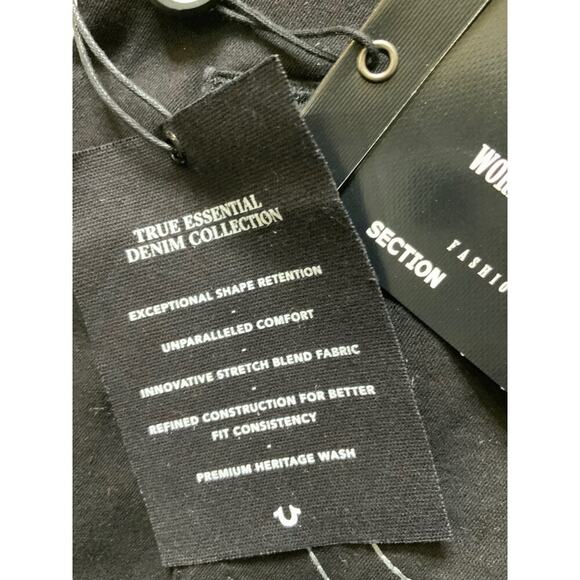 TRUE ESSENTIAL
DENIM COLLECTION
EXCEPTIONAL SHAPE RETENTION
-
UNPARALLELED COMFORT
-
INNOVATIVE STRETCH BLEND FABRIC
-
REFINED CONSTRUCTION FOR BETTER
FIT CONSISTENCY
-
PREMIUM HERITAGE WASH
SECTION